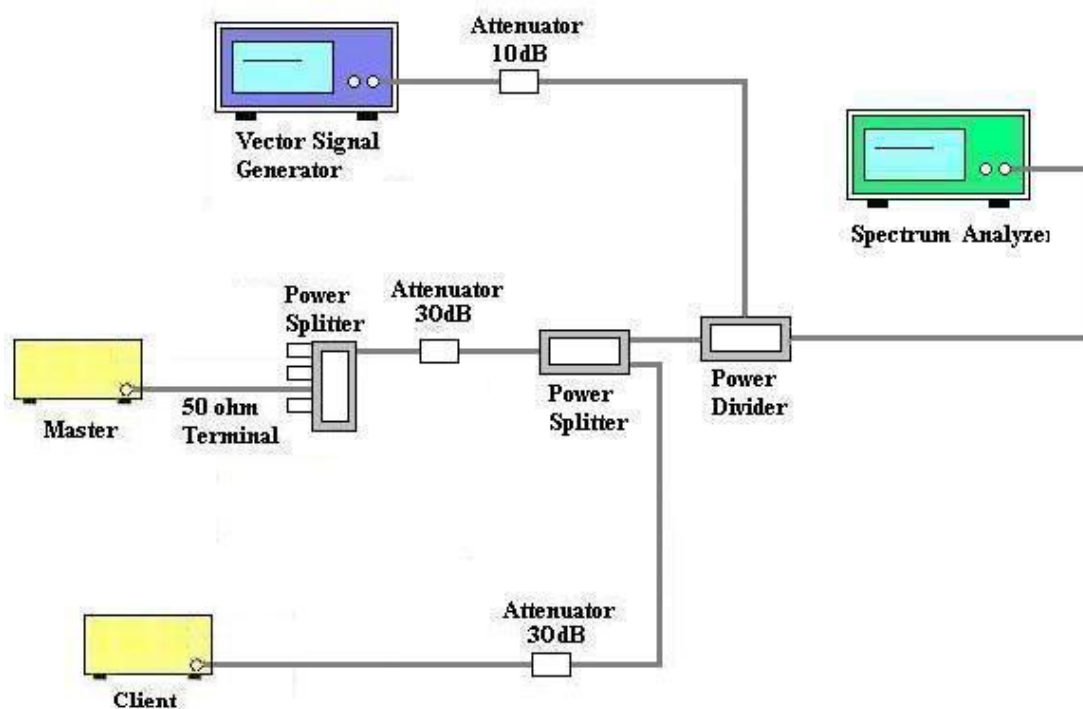 Attenuator
10dB
Vector Signal
Generator
Spectrum Analyzer
Power
Splitter
Attenuator
30dB
Master
50 ohm
Terminal
Power
Splitter
Power
Divider
Attenuator
30dB
Client